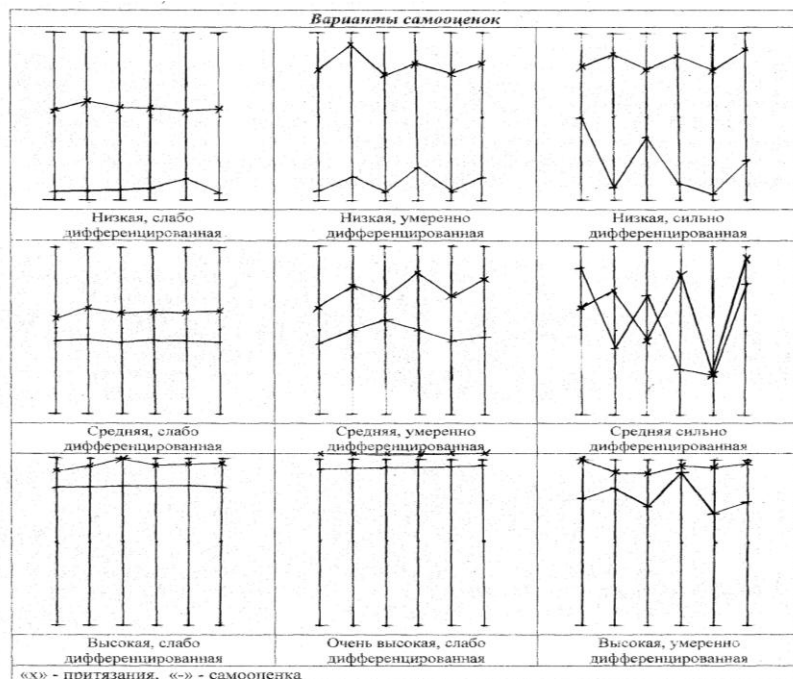 Варианты самооценок
Низкая, слабо
дифференцированная
Низкая, умеренно
дифференцированная
Низкая, сильно
дифференцированная
Средняя, слабо
дифференцированная
Средняя, умеренно
дифференцированная
Средняя сильно
дифференцированная
Высокая, слабо
дифференцированная
Очень высокая, слабо
дифференцированная
Высокая, умеренно
дифференцированная
«х» - притязания, «-» - самооценка